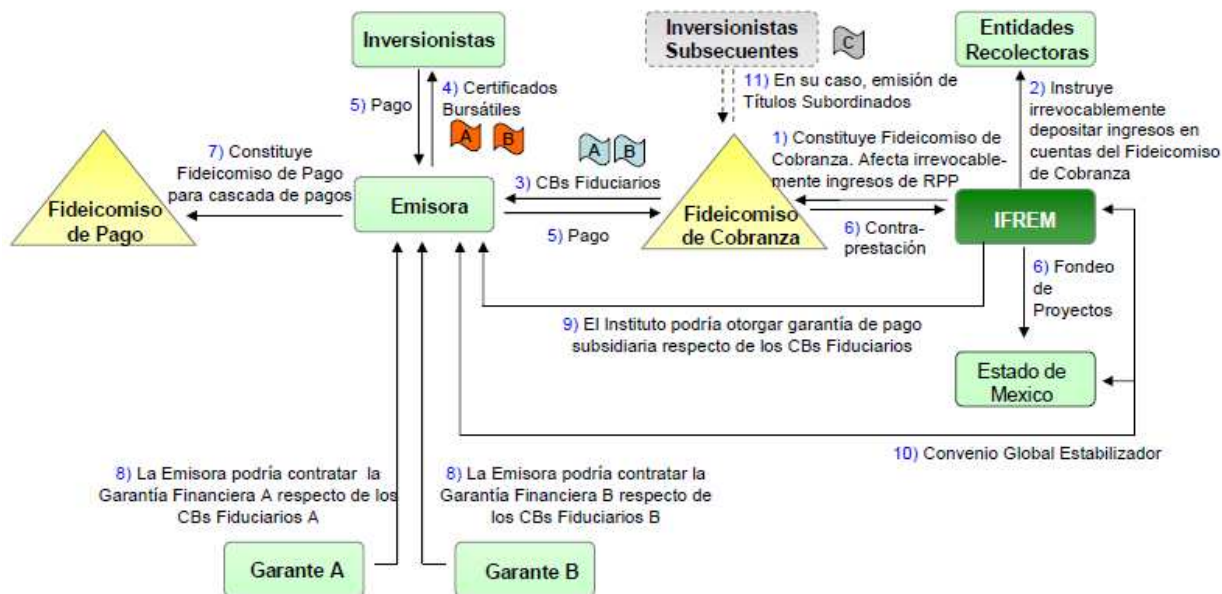 Inversionistas
Inversionistas
Subsecuentes
C
Entidades
Recolectoras
5) Pago
4) Certificados
Bursátiles
A
B
11) En su caso, emisión de
Títulos Subordinados
2) Instruye
irrevocablemente
depositar ingresos en
cuentas del Fideicomiso
de Cobranza
7) Constituye
Fideicomiso de Pago
para cascada de pagos
A
B
1) Constituye Fideicomiso de
Cobranza. Afecta irrevocable-
mente ingresos de RPP
3) CBs Fiduciarios
Fideicomiso
de Pago
Emisora
Fideicomiso
de Cobranza
IFREM
5) Pago
6) Contra-
prestación
6) Fondeo
de
Proyectos
9) El Instituto podría otorgar garantía de pago
subsidiaria respecto de los CBs Fiduciarios
Estado de
Mexico
10) Convenio Global Estabilizador
8) La Emisora podría contratar la
Garantía Financiera A respecto de los
CBs Fiduciarios A
8) La Emisora podría contratar la
Garantía Financiera B respecto de
los CBs Fiduciarios B
Garante A
Garante B